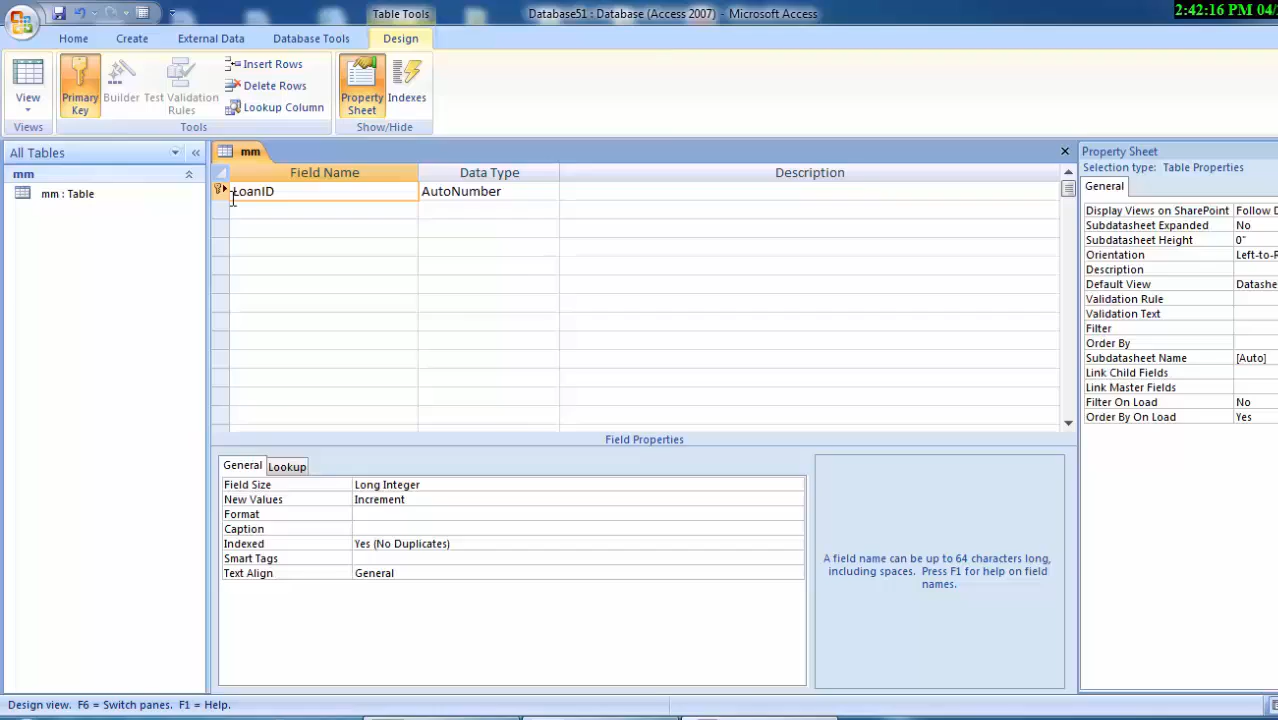 Table Tools
Database51 : Database (Access 2007) - Microsoft Access
2:42:16 PM 04/
Home
Create
External Data
Database Tools
Design
View
Primary Key
Builder
Test Validation Rules
Insert Rows
Delete Rows
Lookup Column
Property Sheet
Indexes
Views
Tools
Show/Hide
All Tables
«
mm
mm : Table
mm
Field Name
Data Type
Description
LoanID
AutoNumber
Field Properties
General
Lookup
Field Size
Long Integer
New Values
Increment
Format
Caption
Indexed
Yes (No Duplicates)
Smart Tags
Text Align
General
A field name can be up to 64 characters long,
including spaces. Press F1 for help on field
names.
Property Sheet
Selection type: Table Properties
General
Display Views on SharePoint
Follow D
Subdatasheet Expanded
No
Subdatasheet Height
0"
Orientation
Left-to-R
Description
Default View
Datashe
Validation Rule
Validation Text
Filter
Order By
Subdatasheet Name
[Auto]
Link Child Fields
Link Master Fields
Filter On Load
No
Order By On Load
Yes
Design view. F6 = Switch panes. F1 = Help.